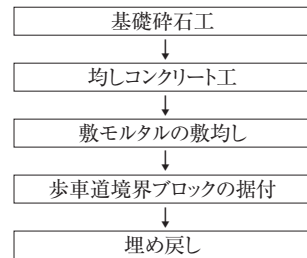 基礎砕石工
均しコンクリート工
敷モルタルの敷均し
歩車道境界ブロックの据付
埋め戻し